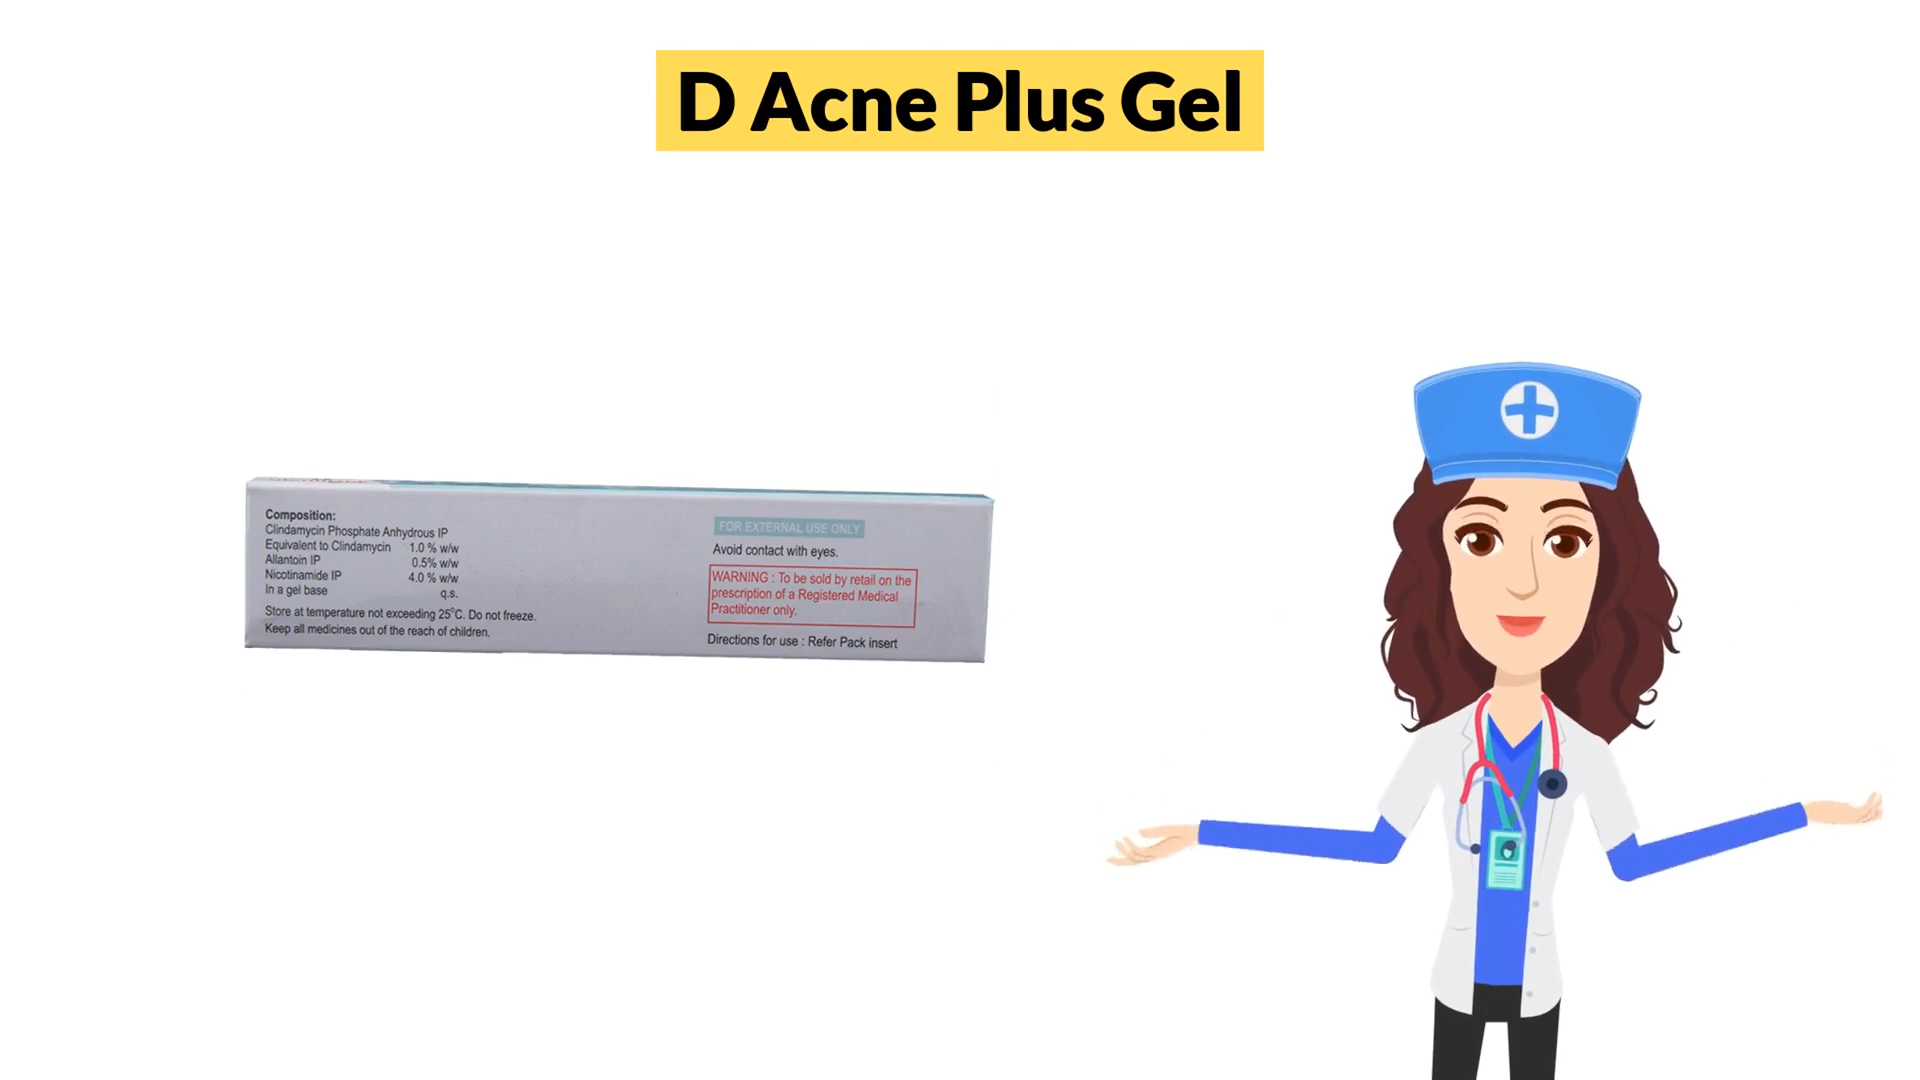 D Acne Plus Gel
Composition:
Clindamycin Phosphate Anhydrous IP
Equivalent to Clindamycin 1.0 % w/w
Allantoin IP 0.5% w/w
Nicotinamide IP 4.0 % w/w
In a gel base q.s.
Store at temperature not exceeding 25°C. Do not freeze.
Keep all medicines out of the reach of children.
FOR EXTERNAL USE ONLY
Avoid contact with eyes.
WARNING : To be sold by retail on the
prescription of a Registered Medical
Practitioner only.
Directions for use : Refer Pack insert